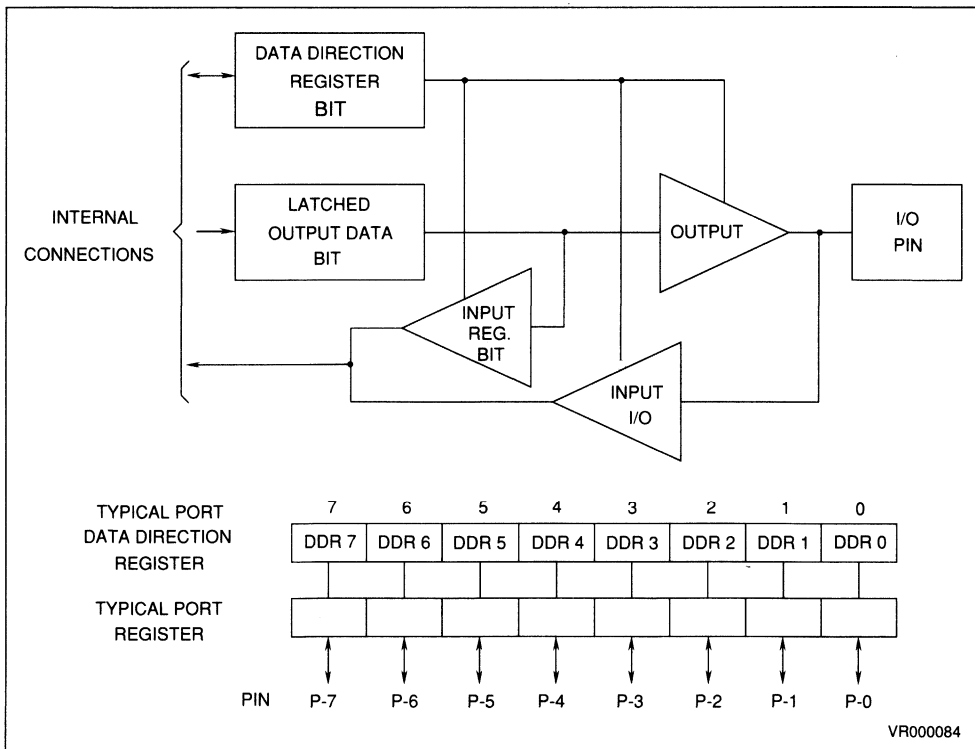 DATA DIRECTION
REGISTER
BIT
INTERNAL
CONNECTIONS
LATCHED
OUTPUT DATA
BIT
OUTPUT
I/O
PIN
INPUT
REG.
BIT
INPUT
I/O
TYPICAL PORT
DATA DIRECTION
REGISTER
7 6 5 4 3 2 1 0
DDR 7 DDR 6 DDR 5 DDR 4 DDR 3 DDR 2 DDR 1 DDR 0
TYPICAL PORT
REGISTER
PIN P-7 P-6 P-5 P-4 P-3 P-2 P-1 P-0
VR000084